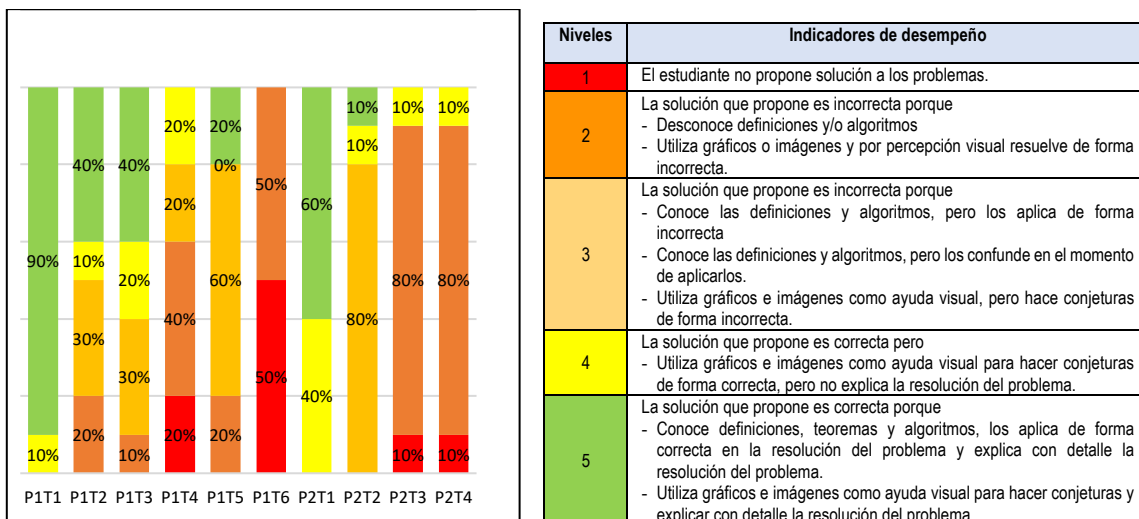 20%
10%
10%
10%
40%
40%
20%
0%
10%
50%
60%
90%
10%
20%
20%
60%
80%
80%
30%
40%
80%
30%
50%
40%
20%
10%
20%
20%
10%
10%
10%
P1T1 P1T2 P1T3 P1T4 P1T5 P1T6 P2T1 P2T2 P2T3 P2T4
Niveles
Indicadores de desempeño
1
El estudiante no propone solución a los problemas.
2
La solución que propone es incorrecta porque
- Desconoce definiciones y/o algoritmos
- Utiliza gráficos o imágenes y por percepción visual resuelve de forma
incorrecta.
3
La solución que propone es incorrecta porque
- Conoce las definiciones y algoritmos, pero los aplica de forma
incorrecta
- Conoce las definiciones y algoritmos, pero los confunde en el momento
de aplicarlos.
- Utiliza gráficos e imágenes como ayuda visual, pero hace conjeturas
de forma incorrecta.
4
La solución que propone es correcta pero
- Utiliza gráficos e imágenes como ayuda visual para hacer conjeturas
de forma correcta, pero no explica la resolución del problema.
5
La solución que propone es correcta porque
- Conoce definiciones, teoremas y algoritmos, los aplica de forma
correcta en la resolución del problema y explica con detalle la
resolución del problema.
- Utiliza gráficos e imágenes como ayuda visual para hacer conjeturas y
explicar con detalle la resolución del problema